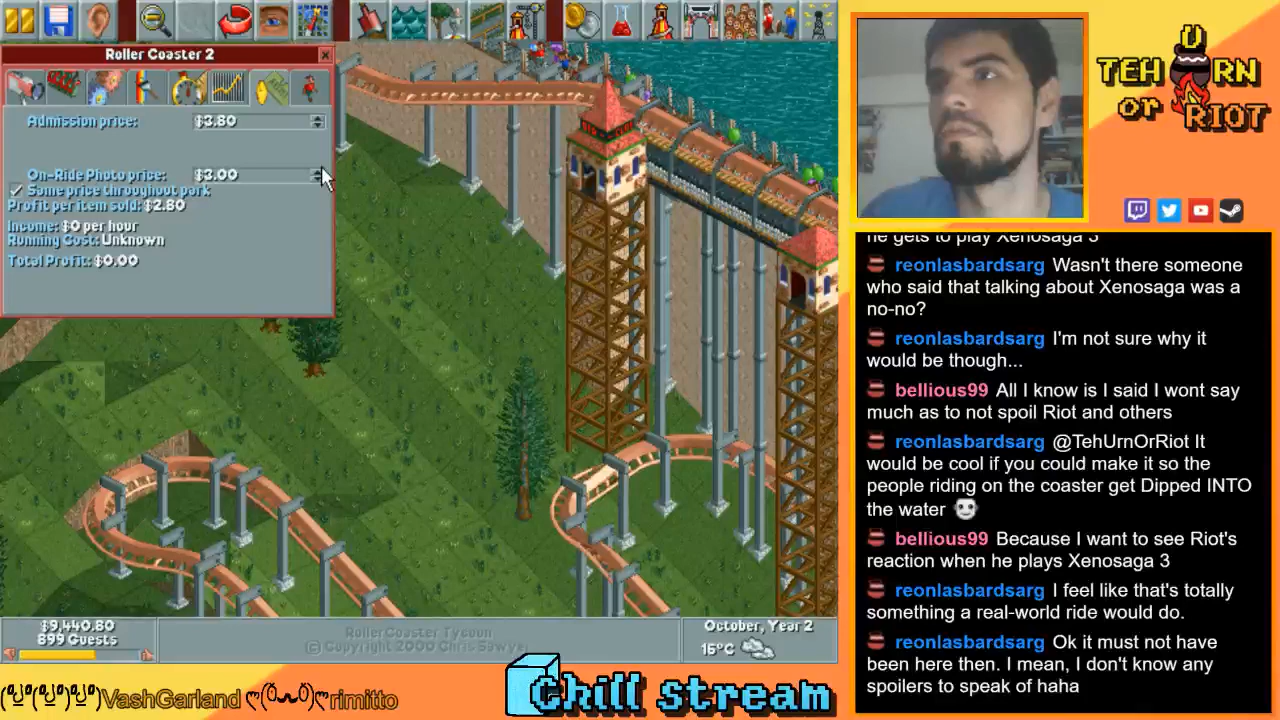 Roller Coaster 2
Admission price: $3.80
On-Ride Photo price: $3.00
Same price throughout park
Profit per item sold: $2.80
Income: $0 per hour
Running Cost: Unknown
Total Profit: $0.00
$9,440.80
899 Guests
RollerCoaster Tycoon
© Copyright 2000 Chris Sawyer
October, Year 2
16°C
VashGarland
rimitto
Chill stream
TEH U RN
or RIOT
he gets to play Xenosaga 3
reonlasbardsarg Wasn't there someone
who said that talking about Xenosaga was a
no-no?
reonlasbardsarg I'm not sure why it
would be though...
bellious99 All I know is I said I wont say
much as to not spoil Riot and others
reonlasbardsarg @TehUrnOrRiot It
would be cool if you could make it so the
people riding on the coaster get Dipped INTO
the water
bellious99 Because I want to see Riot's
reaction when he plays Xenosaga 3
reonlasbardsarg I feel like that's totally
something a real-world ride would do.
reonlasbardsarg Ok it must not have
been here then. I mean, I don't know any
spoilers to speak of haha